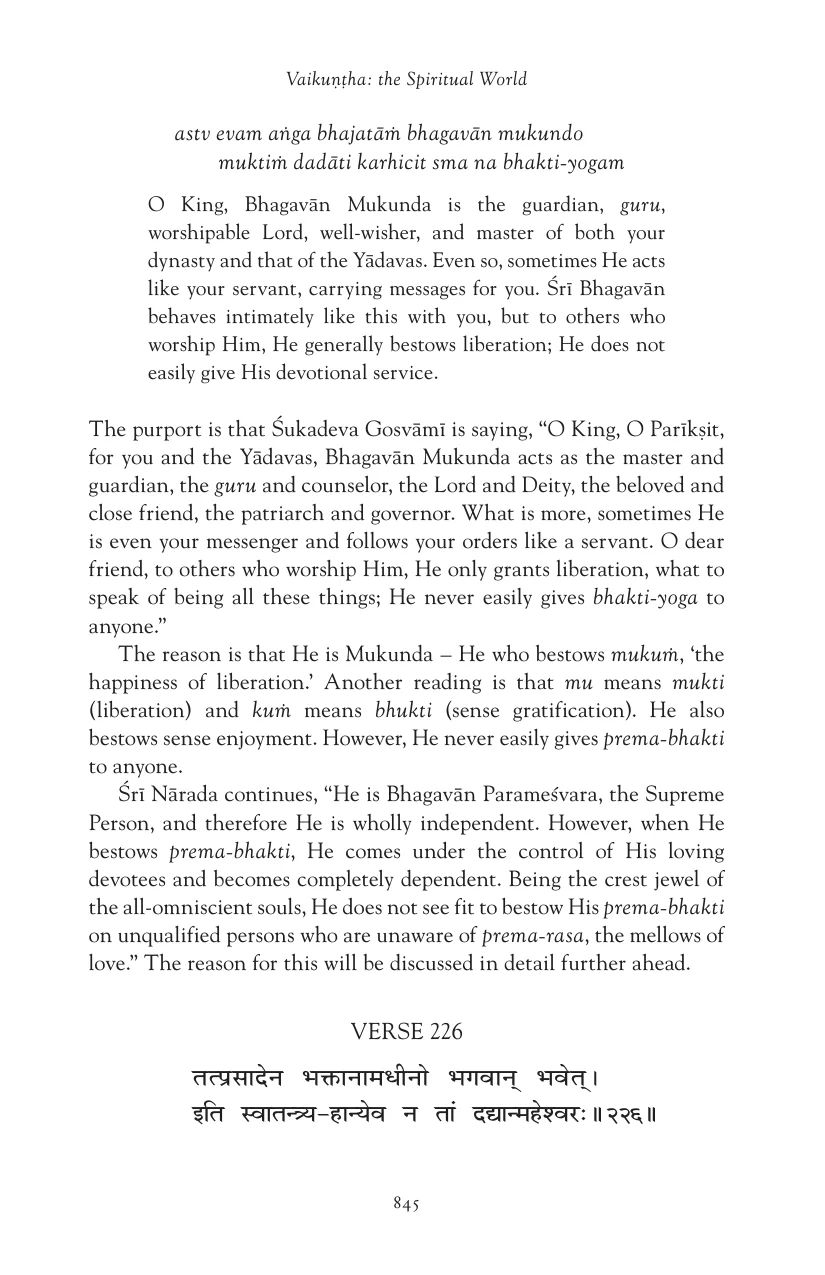 Vaikuṇṭha: the Spiritual World
astv evam aṅga bhajatāṁ bhagavān mukundo
muktiṁ dadāti karhicit sma na bhakti-yogam
O King, Bhagavān Mukunda is the guardian, guru,
worshipable Lord, well-wisher, and master of both your
dynasty and that of the Yādavas. Even so, sometimes He acts
like your servant, carrying messages for you. Śrī Bhagavān
behaves intimately like this with you, but to others who
worship Him, He generally bestows liberation; He does not
easily give His devotional service.
The purport is that Śukadeva Gosvāmī is saying, “O King, O Parīkṣit,
for you and the Yādavas, Bhagavān Mukunda acts as the master and
guardian, the guru and counselor, the Lord and Deity, the beloved and
close friend, the patriarch and governor. What is more, sometimes He
is even your messenger and follows your orders like a servant. O dear
friend, to others who worship Him, He only grants liberation, what to
speak of being all these things; He never easily gives bhakti-yoga to
anyone.”
The reason is that He is Mukunda – He who bestows mukuṁ, ‘the
happiness of liberation.’ Another reading is that mu means mukti
(liberation) and kuṁ means bhukti (sense gratification). He also
bestows sense enjoyment. However, He never easily gives prema-bhakti
to anyone.
Śrī Nārada continues, “He is Bhagavān Parameśvara, the Supreme
Person, and therefore He is wholly independent. However, when He
bestows prema-bhakti, He comes under the control of His loving
devotees and becomes completely dependent. Being the crest jewel of
the all-omniscient souls, He does not see fit to bestow His prema-bhakti
on unqualified persons who are unaware of prema-rasa, the mellows of
love.” The reason for this will be discussed in detail further ahead.
VERSE 226
तत्प्रसादेन भक्तानामधीनो भगवान् भवेत्।
इति स्वातन्त्र्य-हान्येव न तां दद्यान्महेश्वरः॥२२६॥
845